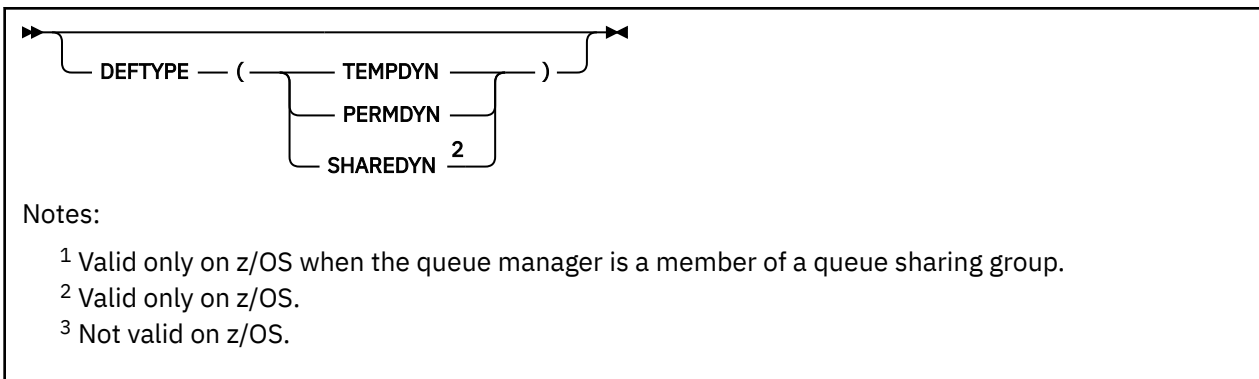 DEFTYPE ( TEMPDYN )
PERMDYN
SHAREDYN 2
Notes:
1 Valid only on z/OS when the queue manager is a member of a queue sharing group.
2 Valid only on z/OS.
3 Not valid on z/OS.